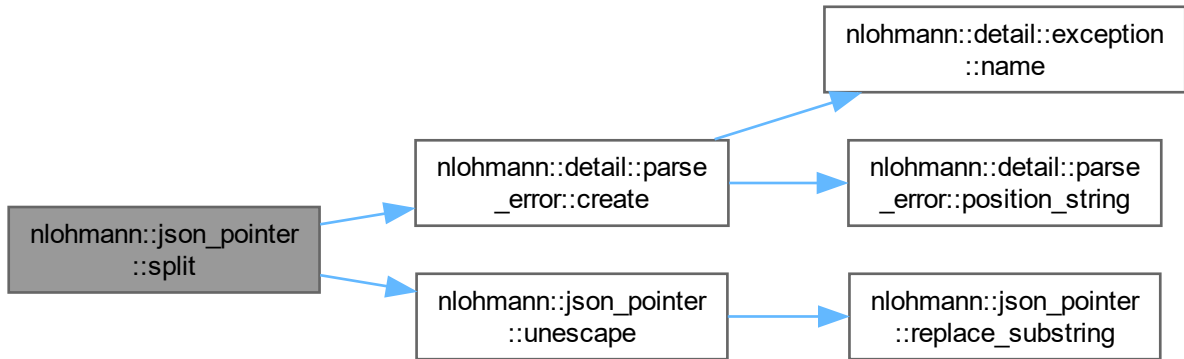 nlohmann::detail::exception
::name
nlohmann::detail::parse
_error::create
nlohmann::detail::parse
_error::position_string
nlohmann::json_pointer
::split
nlohmann::json_pointer
::unescape
nlohmann::json_pointer
::replace_substring